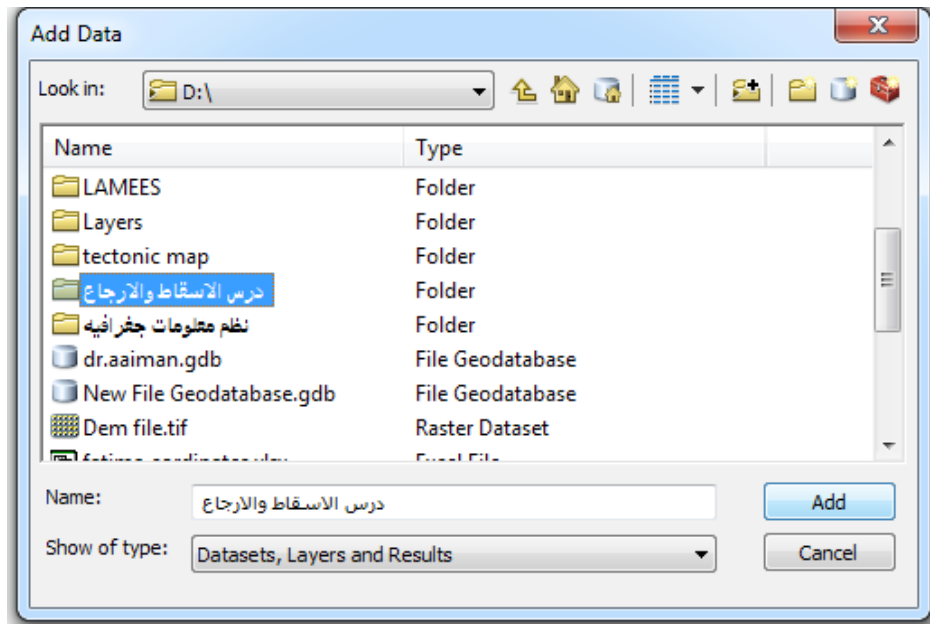 Add Data
Look in: D:\
Name Type
LAMEES Folder
Layers Folder
tectonic map Folder
درس الاسقاط والارجاع Folder
نظم معلومات جغرافيه Folder
dr.aaiman.gdb File Geodatabase
New File Geodatabase.gdb File Geodatabase
Dem file.tif Raster Dataset
Name: درس الاسقاط والارجاع Add
Show of type: Datasets, Layers and Results Cancel